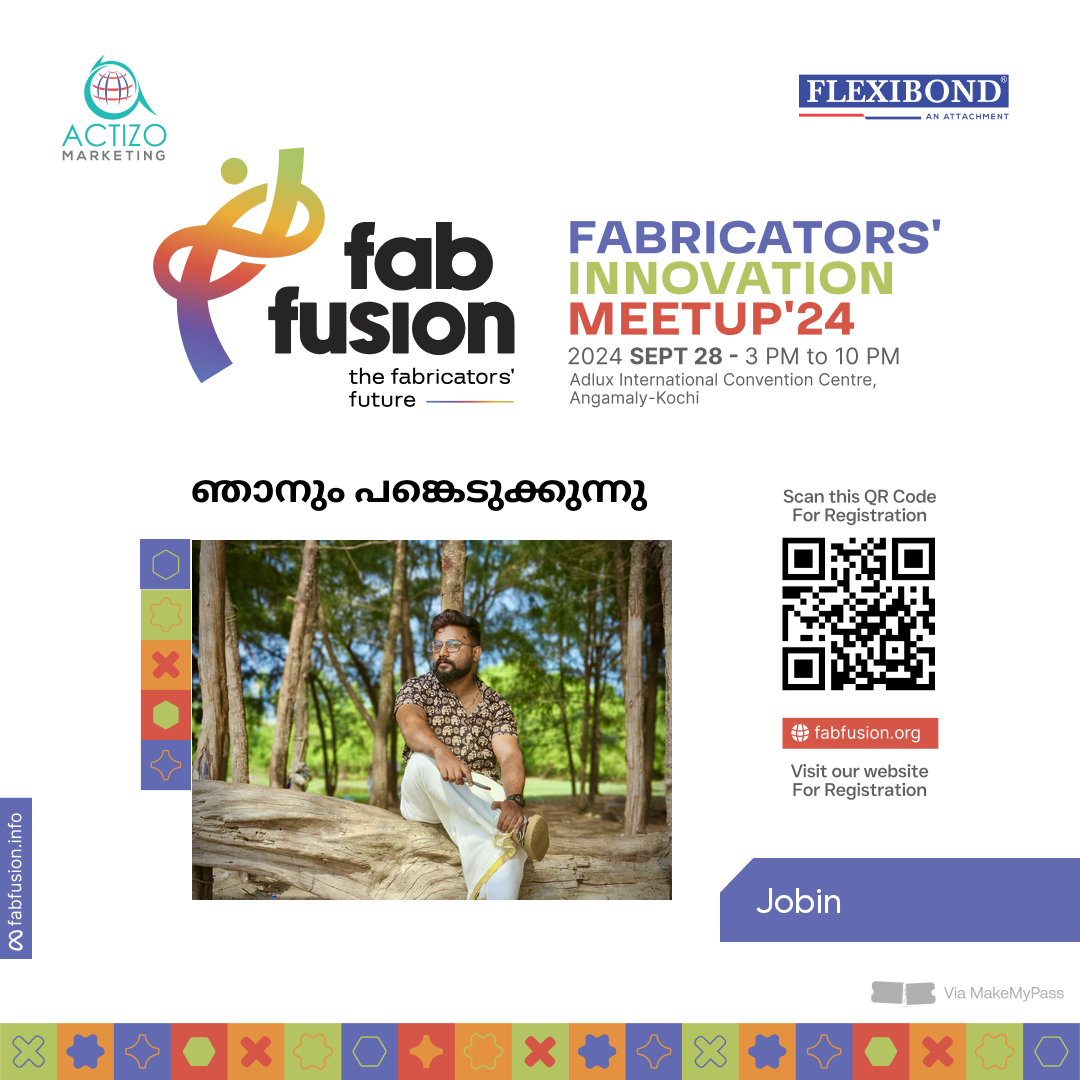 ACTIZO
MARKETING
FLEXIBOND®
AN ATTACHMENT
fab
fusion
the fabricators'
future
FABRICATORS'
INNOVATION
MEETUP'24
2024 SEPT 28 - 3 PM to 10 PM
Adlux International Convention Centre,
Angamaly-Kochi
ഞാനും പങ്കെടുക്കുന്നു
Scan this QR Code
For Registration
fabfusion.org
Visit our website
For Registration
fabfusion.info
Jobin
Via MakeMyPass